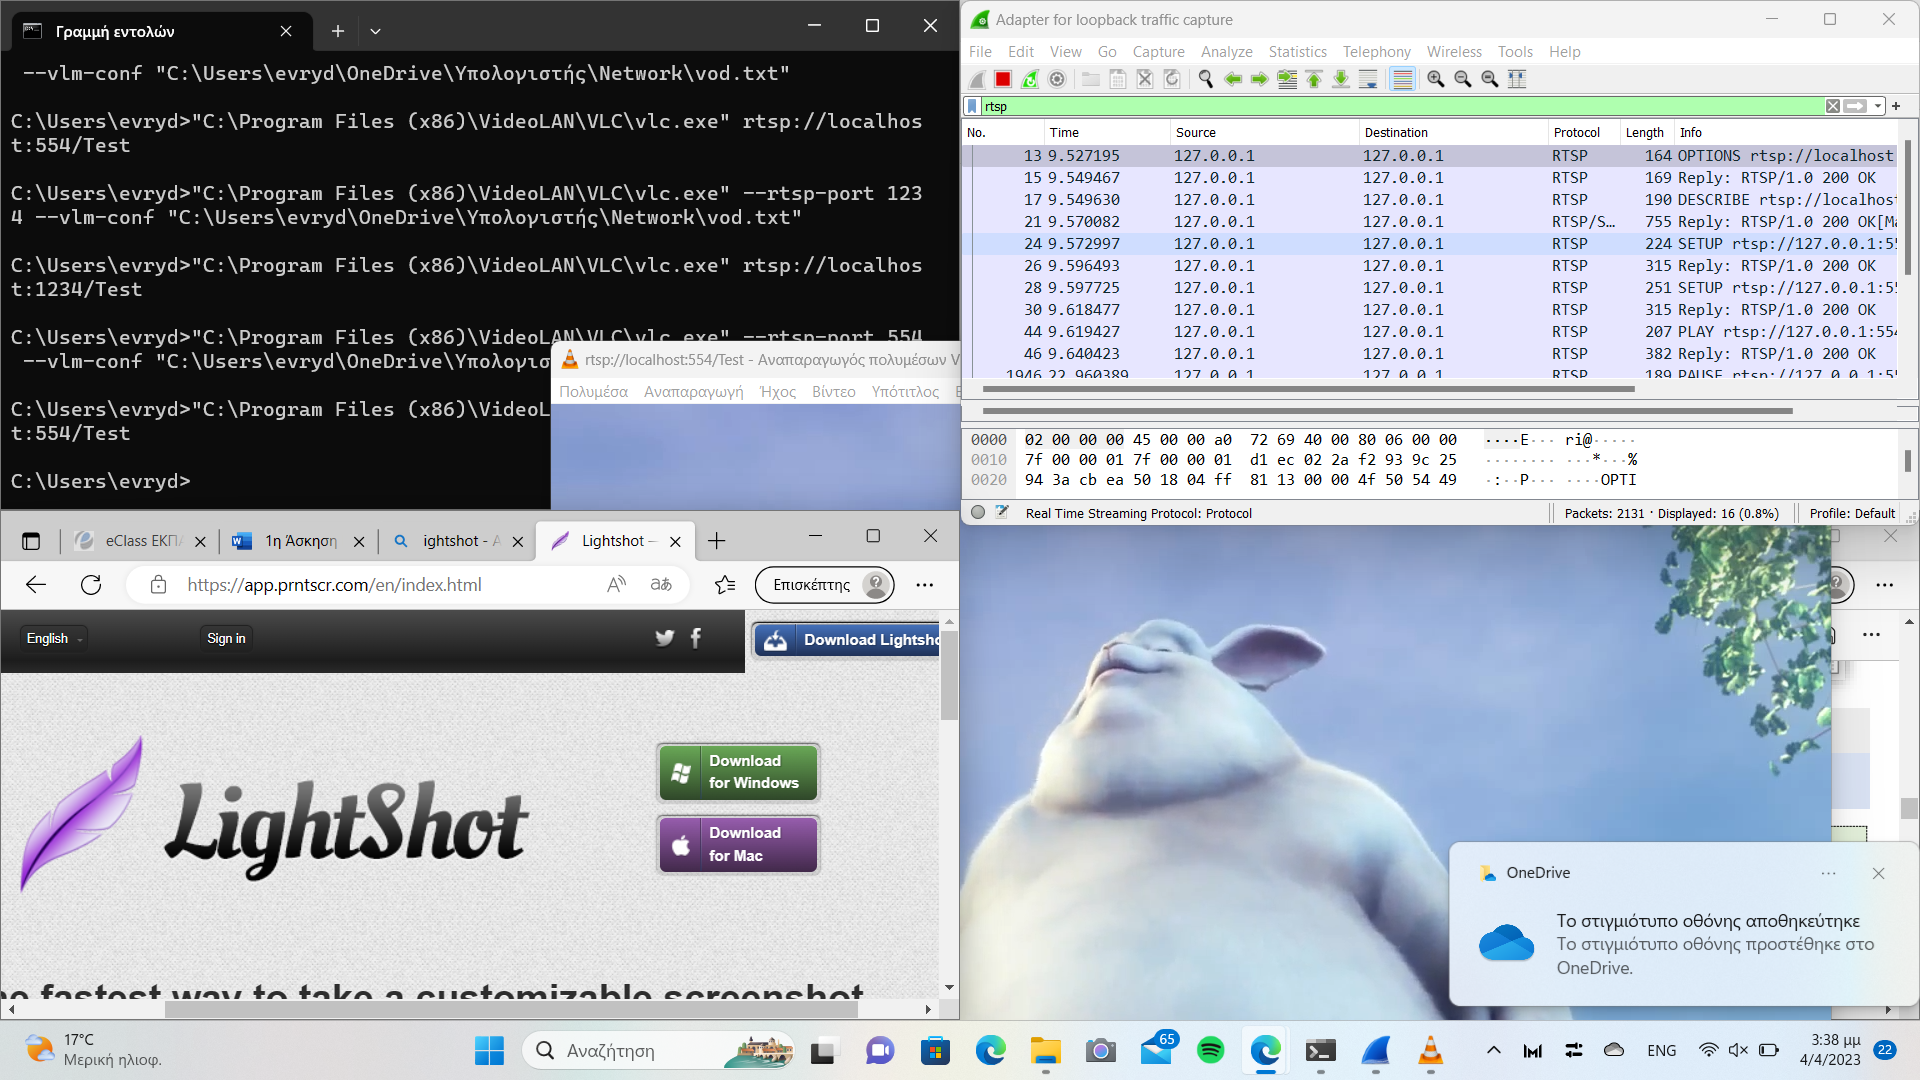 Γραμμή εντολών
 --vlm-conf "C:\Users\evryd\OneDrive\Υπολογιστής\Network\vod.txt"
C:\Users\evryd>"C:\Program Files (x86)\VideoLAN\VLC\vlc.exe" rtsp://localhos
t:554/Test
C:\Users\evryd>"C:\Program Files (x86)\VideoLAN\VLC\vlc.exe" --rtsp-port 123
4 --vlm-conf "C:\Users\evryd\OneDrive\Υπολογιστής\Network\vod.txt"
C:\Users\evryd>"C:\Program Files (x86)\VideoLAN\VLC\vlc.exe" rtsp://localhos
t:1234/Test
C:\Users\evryd>"C:\Program Files (x86)\VideoLAN\VLC\vlc.exe" --rtsp-port 554
 --vlm-conf "C:\Users\evryd\OneDrive\Υπολογισ
C:\Users\evryd>"C:\Program Files (x86)\VideoL
t:554/Test
C:\Users\evryd>
rtsp://localhost:554/Test - Αναπαραγωγός πολυμέσων V
Πολυμέσα Αναπαραγωγή Ήχος Βίντεο Υπότιτλος
Adapter for loopback traffic capture
File Edit View Go Capture Analyze Statistics Telephony Wireless Tools Help
rtsp
No. Time Source Destination Protocol Length Info
13 9.527195 127.0.0.1 127.0.0.1 RTSP 164 OPTIONS rtsp://localhost
15 9.549467 127.0.0.1 127.0.0.1 RTSP 169 Reply: RTSP/1.0 200 OK
17 9.549630 127.0.0.1 127.0.0.1 RTSP 190 DESCRIBE rtsp://localhost
21 9.570082 127.0.0.1 127.0.0.1 RTSP/S… 755 Reply: RTSP/1.0 200 OK[Ma
24 9.572997 127.0.0.1 127.0.0.1 RTSP 224 SETUP rtsp://127.0.0.1:55
26 9.596493 127.0.0.1 127.0.0.1 RTSP 315 Reply: RTSP/1.0 200 OK
28 9.597725 127.0.0.1 127.0.0.1 RTSP 251 SETUP rtsp://127.0.0.1:55
30 9.618477 127.0.0.1 127.0.0.1 RTSP 315 Reply: RTSP/1.0 200 OK
44 9.619427 127.0.0.1 127.0.0.1 RTSP 207 PLAY rtsp://127.0.0.1:554
46 9.640423 127.0.0.1 127.0.0.1 RTSP 382 Reply: RTSP/1.0 200 OK
1946 22.960389 127.0.0.1 127.0.0.1 RTSP 189 PAUSE rtsp://127.0.0.1:5
0000 02 00 00 00 45 00 00 a0 72 69 40 00 80 06 00 00 ····E··· ri@·····
0010 7f 00 00 01 7f 00 00 01 d1 ec 02 2a f2 93 9c 25 ········ ···*···%
0020 94 3a cb ea 50 18 04 ff 81 13 00 00 4f 50 54 49 ·:··P··· ····OPTI
Real Time Streaming Protocol: Protocol Packets: 2131 · Displayed: 16 (0.8%) Profile: Default
eClass ΕΚΠΑ 1η Άσκηση ightshot - Lightshot —
https://app.prntscr.com/en/index.html Επισκέπτης
English Sign in Download Lightsho
LightShot
Download
for Windows
Download
for Mac
he fastest way to take a customizable screenshot
OneDrive
Το στιγμιότυπο οθόνης αποθηκεύτηκε
Το στιγμιότυπο οθόνης προστέθηκε στο
OneDrive.
17°C
Μερική ηλιοφ.
Αναζήτηση
65
ENG
3:38 μμ
4/4/2023
22